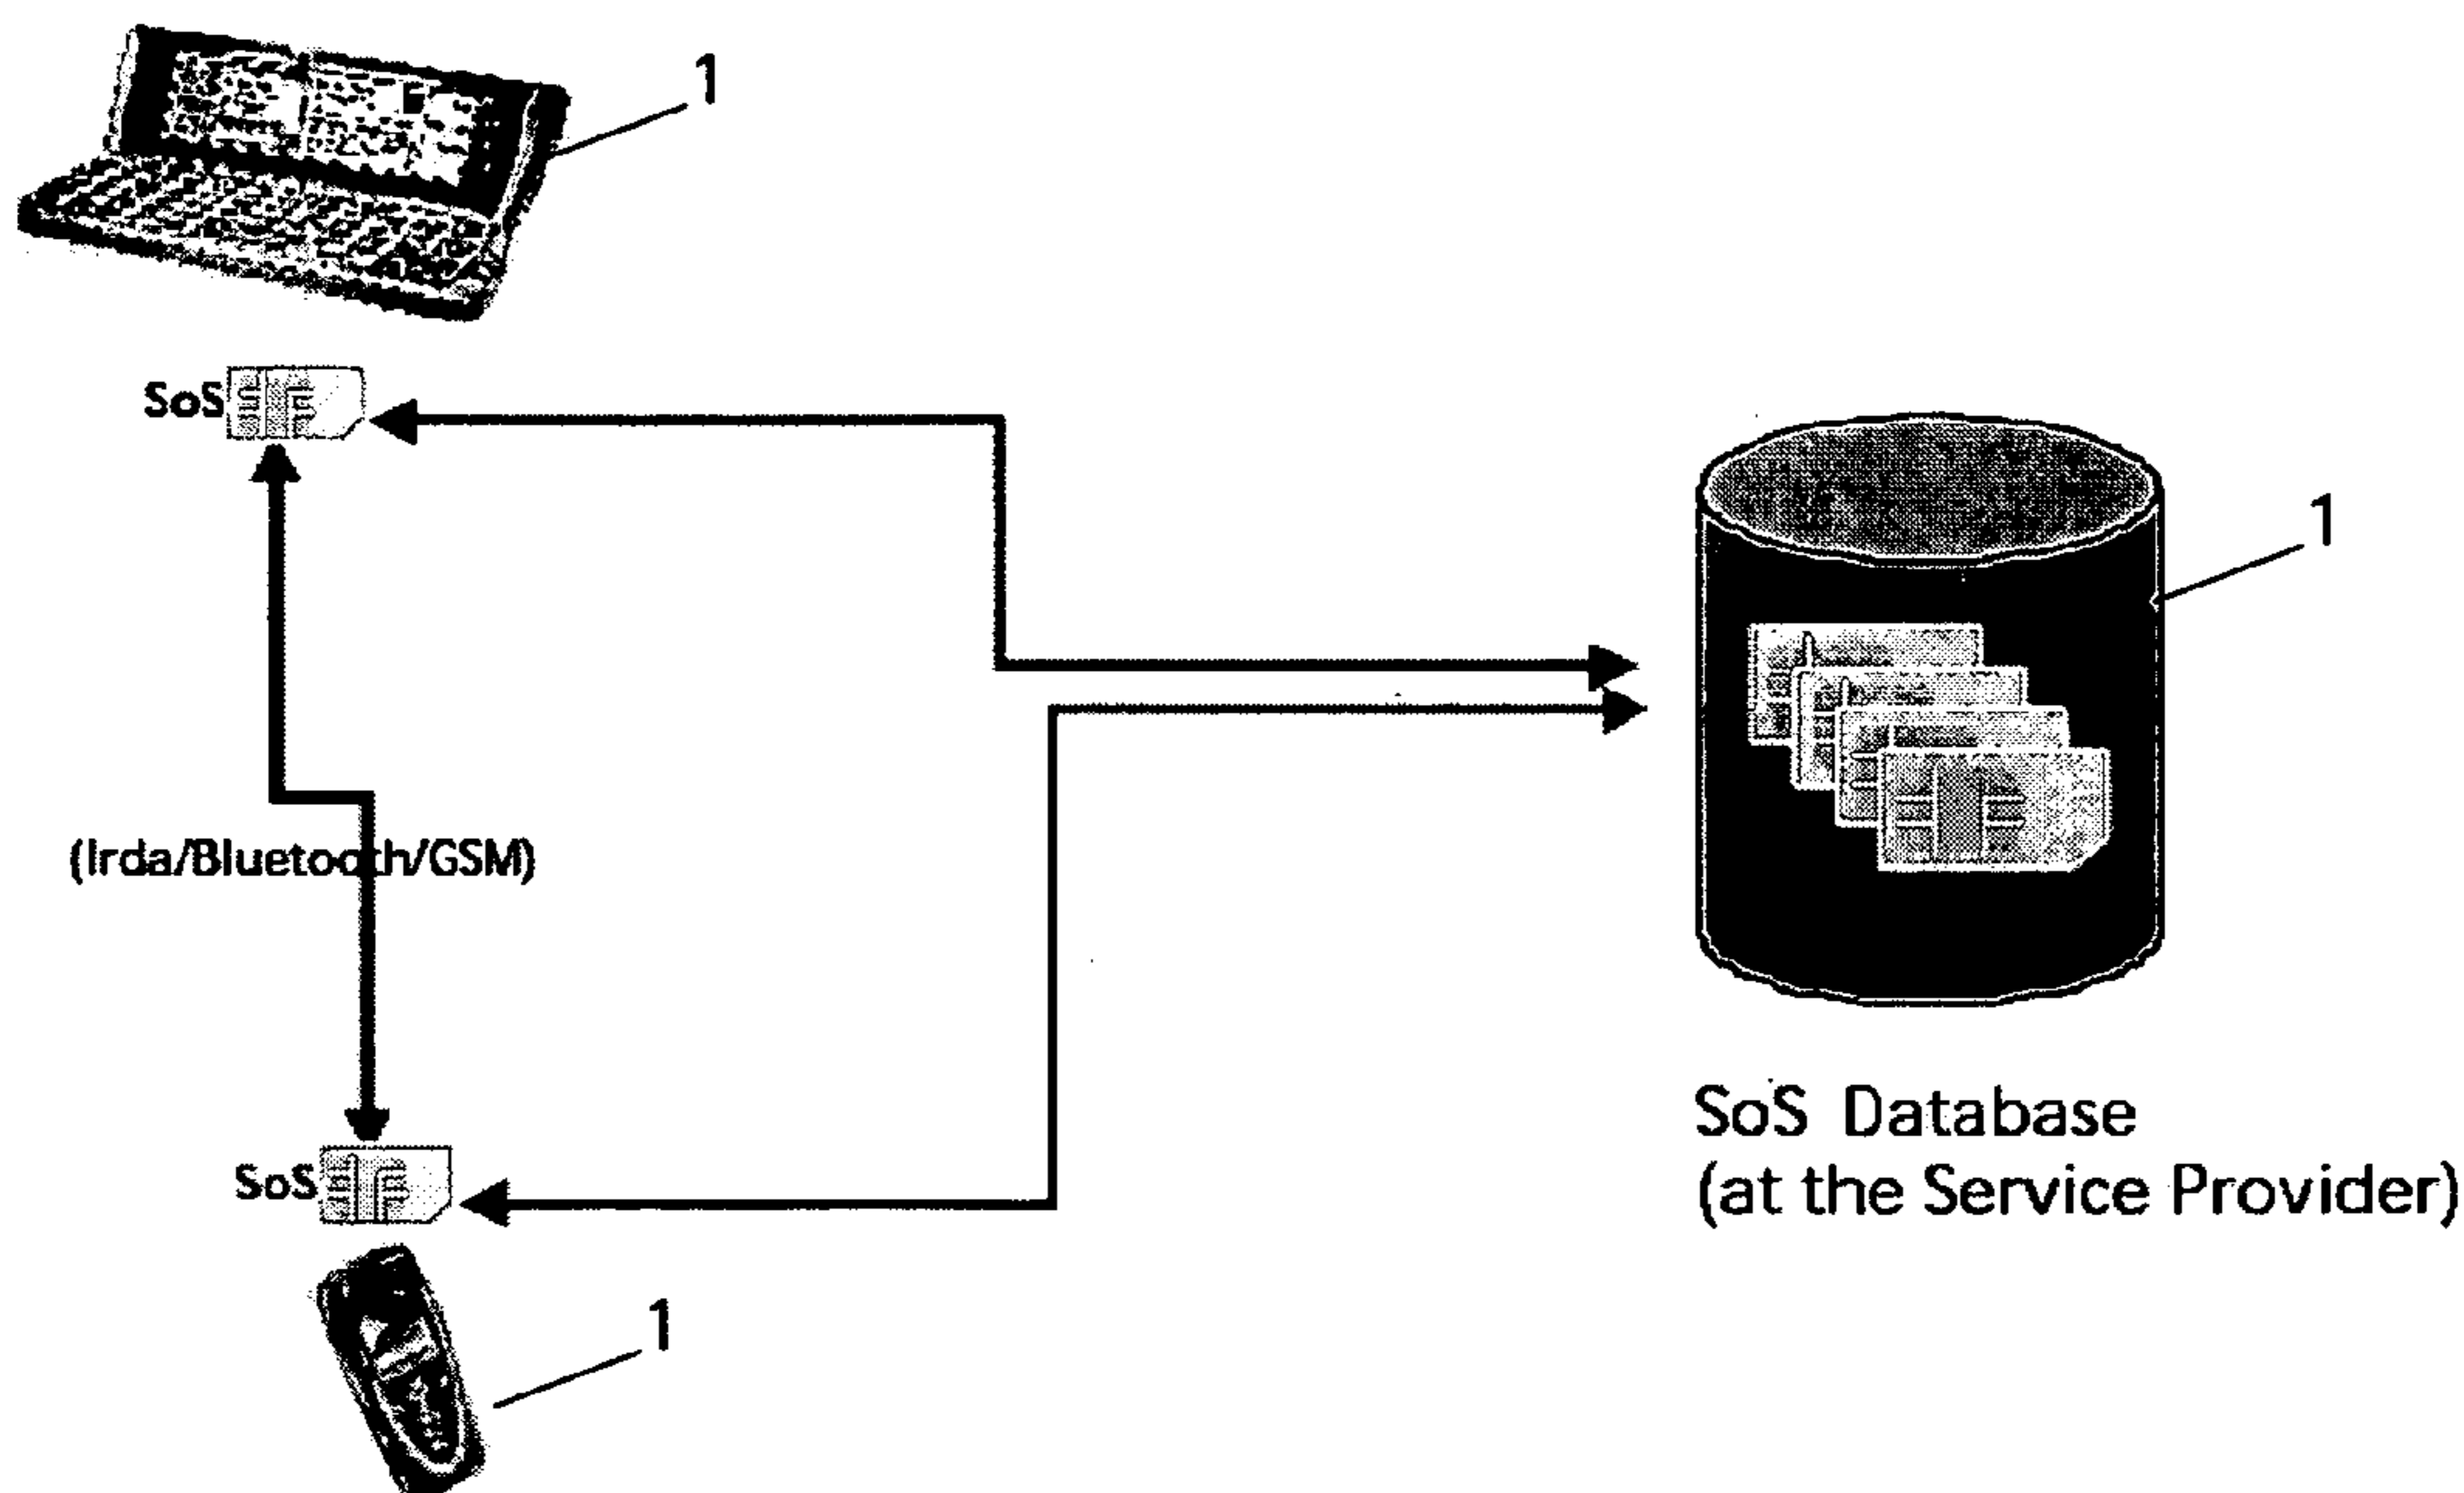 1
SoS
1
(Irda/Bluetooth/GSM)
SoS Database
(at the Service Provider)
SoS
1